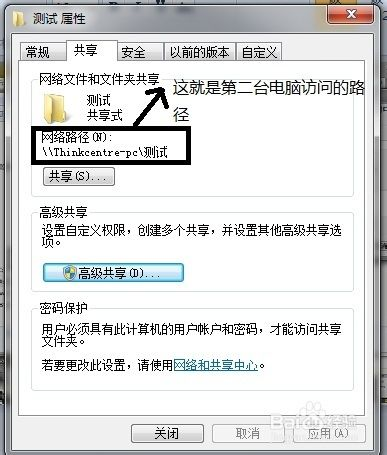 测试 属性
常规 共享 安全 以前的版本 自定义
网络文件和文件夹共享
这就是第二台电脑访问的路
径
测试
共享式
网络路径(N):
\\Thinkcentre-pc\测试
共享(S)...
高级共享
设置自定义权限，创建多个共享，并设置其他高级共享选
项。
高级共享(D)...
密码保护
用户必须具有此计算机的用户帐户和密码，才能访问共享
文件夹。
若要更改此设置，请使用网络和共享中心。
关闭 取消 应用(A)
Baidu经验